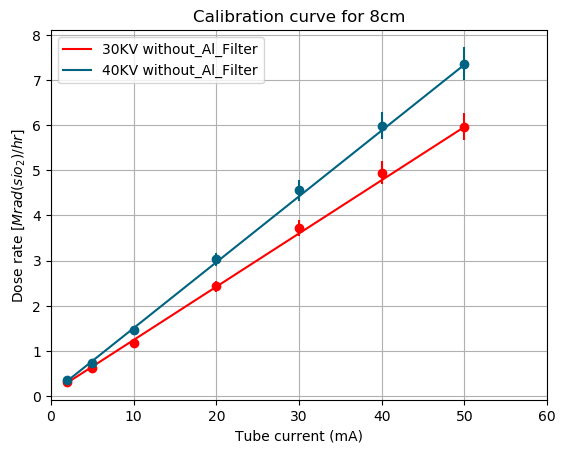 Calibration curve for 8cm
30KV without_Al_Filter
40KV without_Al_Filter
Dose rate [Mrad(sio₂)/hr]
8
7
6
5
4
3
2
1
0
0 10 20 30 40 50 60
Tube current (mA)